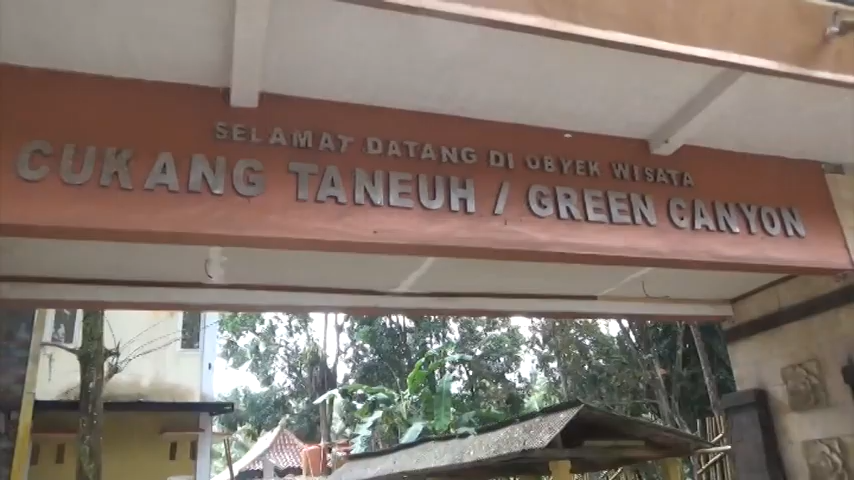 SELAMAT DATANG DI OBYEK WISATA
CUKANG TANEUH / GREEN CANYON